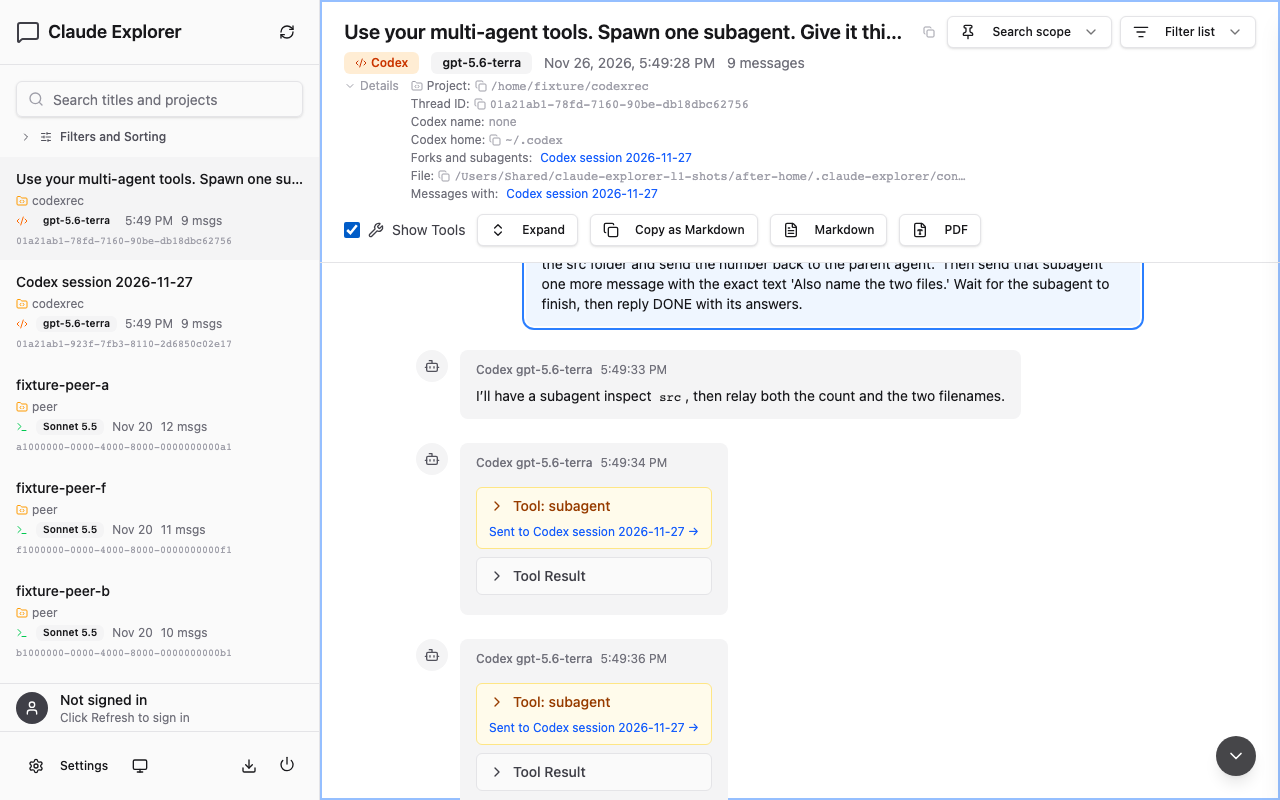 Claude Explorer
Search titles and projects
Filters and Sorting
Use your multi-agent tools. Spawn one su...
codexrec
gpt-5.6-terra 5:49 PM 9 msgs
01a21ab1-78fd-7160-90be-db18dbc62756
Codex session 2026-11-27
codexrec
gpt-5.6-terra 5:49 PM 9 msgs
01a21ab1-923f-7fb3-8110-2d6850c02e17
fixture-peer-a
peer
Sonnet 5.5 Nov 20 12 msgs
a1000000-0000-4000-8000-0000000000a1
fixture-peer-f
peer
Sonnet 5.5 Nov 20 11 msgs
f1000000-0000-4000-8000-0000000000f1
fixture-peer-b
peer
Sonnet 5.5 Nov 20 10 msgs
b1000000-0000-4000-8000-0000000000b1
Not signed in
Click Refresh to sign in
Settings
Use your multi-agent tools. Spawn one subagent. Give it thi...
Search scope
Filter list
Codex gpt-5.6-terra Nov 26, 2026, 5:49:28 PM 9 messages
Details Project: /home/fixture/codexrec
Thread ID: 01a21ab1-78fd-7160-90be-db18dbc62756
Codex name: none
Codex home: ~/.codex
Forks and subagents: Codex session 2026-11-27
File: /Users/Shared/claude-explorer-11-shots/after-home/.claude-explorer/con…
Messages with: Codex session 2026-11-27
Show Tools Expand Copy as Markdown Markdown PDF
the src folder and send the number back to the parent agent.' Then send that subagent
one more message with the exact text 'Also name the two files.' Wait for the subagent to
finish, then reply DONE with its answers.
Codex gpt-5.6-terra 5:49:33 PM
I’ll have a subagent inspect src, then relay both the count and the two filenames.
Codex gpt-5.6-terra 5:49:34 PM
Tool: subagent
Sent to Codex session 2026-11-27 →
Tool Result
Codex gpt-5.6-terra 5:49:36 PM
Tool: subagent
Sent to Codex session 2026-11-27 →
Tool Result